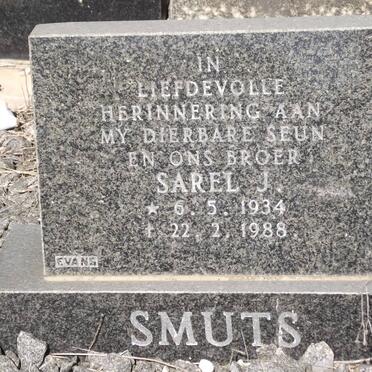 IN
LIEFDEVOLLE
HERINNERING AAN
MY DIERBARE SEUN
EN ONS BROER
SAREL J.
★ 6. 5. 1934
† 22. 2. 1988.
EVANS
SMUTS